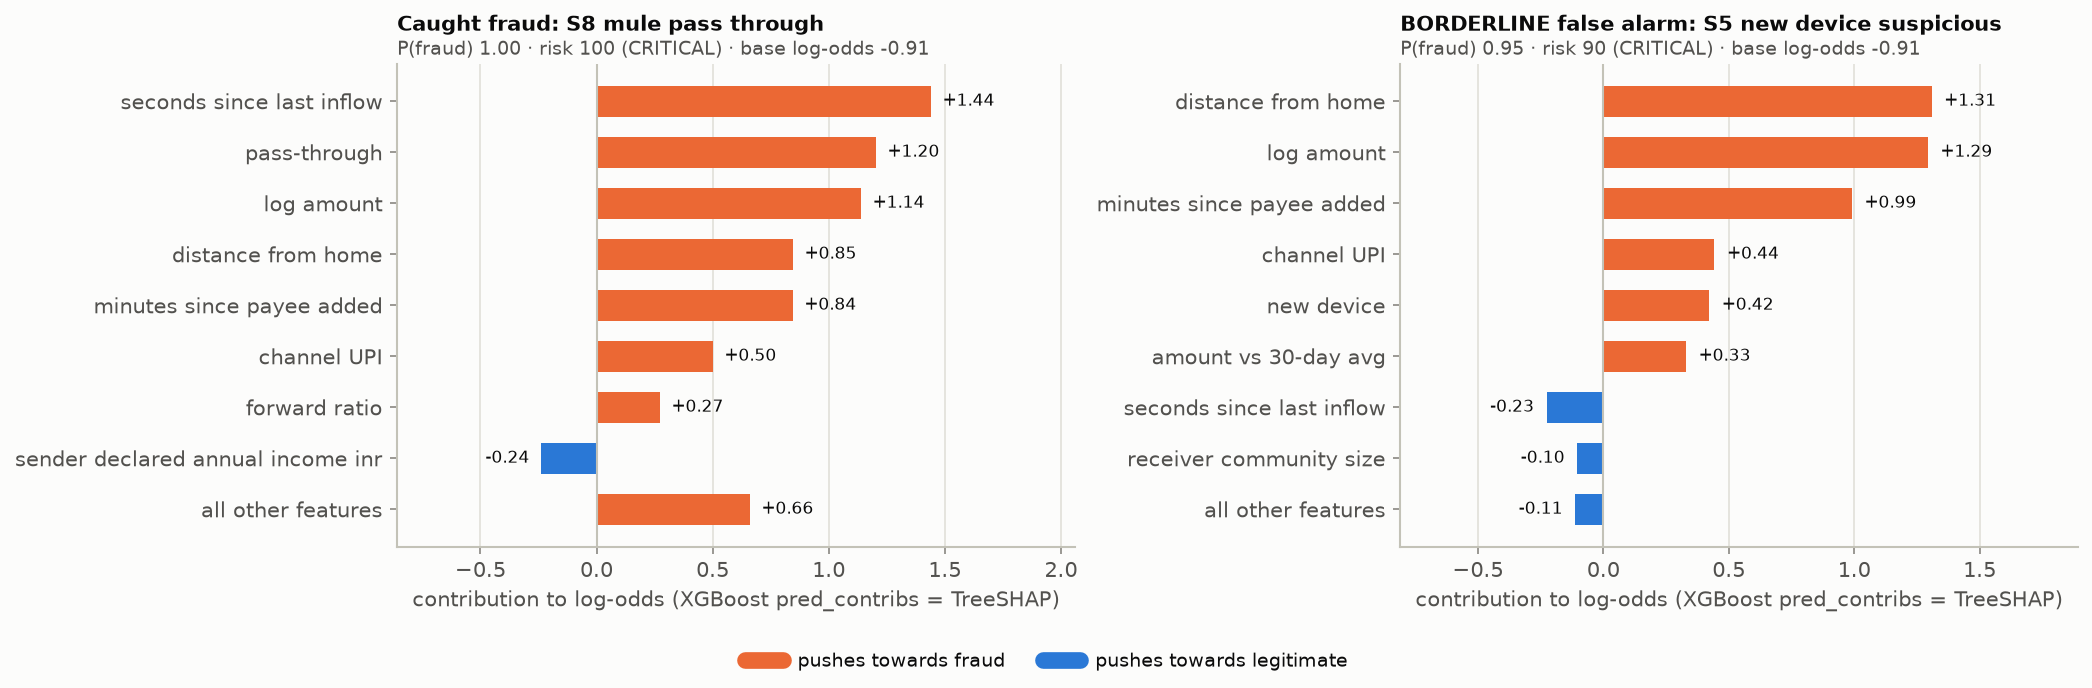 Caught fraud: S8 mule pass through
P(fraud) 1.00 · risk 100 (CRITICAL) · base log-odds -0.91
seconds since last inflow +1.44
pass-through +1.20
log amount +1.14
distance from home +0.85
minutes since payee added +0.84
channel UPI +0.50
forward ratio +0.27
sender declared annual income inr -0.24
all other features +0.66
−0.5 0.0 0.5 1.0 1.5 2.0
contribution to log-odds (XGBoost pred_contribs = TreeSHAP)
BORDERLINE false alarm: S5 new device suspicious
P(fraud) 0.95 · risk 90 (CRITICAL) · base log-odds -0.91
distance from home +1.31
log amount +1.29
minutes since payee added +0.99
channel UPI +0.44
new device +0.42
amount vs 30-day avg +0.33
seconds since last inflow -0.23
receiver community size -0.10
all other features -0.11
−0.5 0.0 0.5 1.0 1.5
contribution to log-odds (XGBoost pred_contribs = TreeSHAP)
pushes towards fraud
pushes towards legitimate